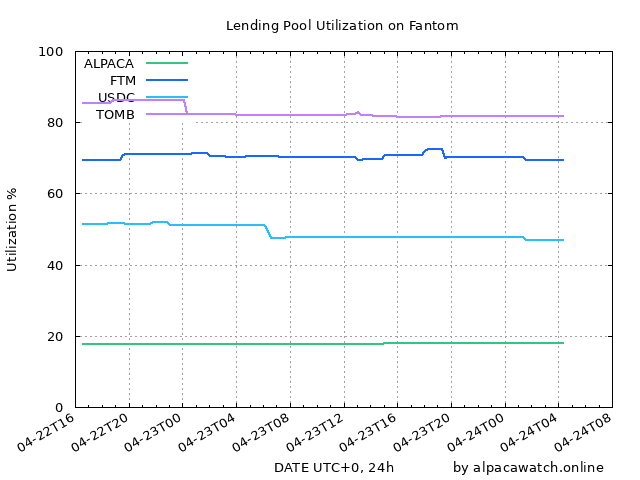 Lending Pool Utilization on Fantom
100
80
60
40
20
0
Utilization %
ALPACA
FTM
USDC
TOMB
04-22T16
04-22T20
04-23T00
04-23T04
04-23T08
04-23T12
04-23T16
04-23T20
04-24T00
04-24T04
04-24T08
DATE UTC+0, 24h
by alpacawatch.online